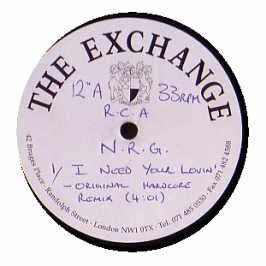 THE EXCHANGE
12"A 33RPM
R.C.A
N.R.G.
1/ I NEED YOUR LOVIN'
- ORIGINAL HARDCORE
REMIX (4:01)
42 Bruges Place · Randolph Street · London NW1 0TX · Tel. 071 485 0530 · Fax 071 482 4588